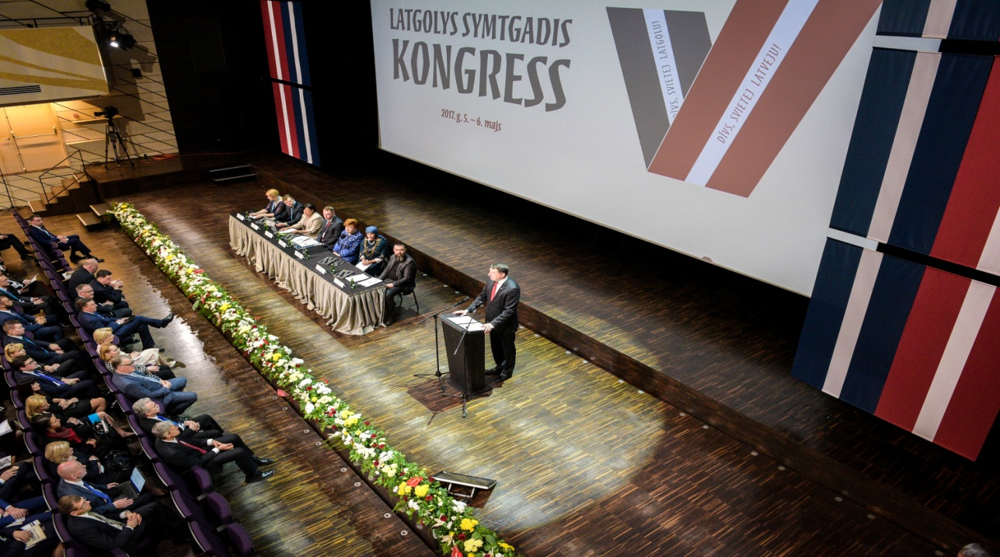 LATGOLYS SYMTGADIS
KONGRESS
2017. g. 5. – 6. majs
DĪVS, SVIETEJ LATGOLU!
DĪVS, SVIETEJ LATVEJU!